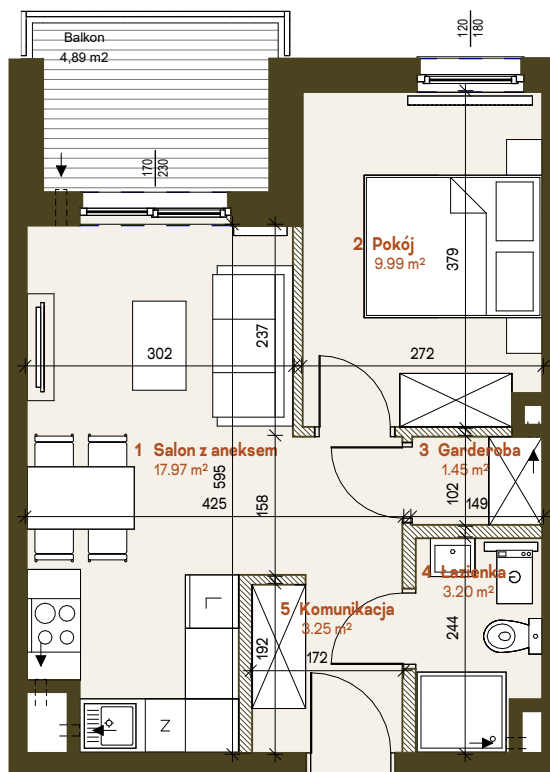 Balkon
4,89 m2
120
180
170
230
2 Pokój
9.99 m²
379
237
302
272
1 Salon z aneksem
17.97 m²
3 Garderoba
1.45 m²
595
425
158
102
149
4 Łazienka
3.20 m²
5 Komunikacja
3.25 m²
244
192
172
L
Z